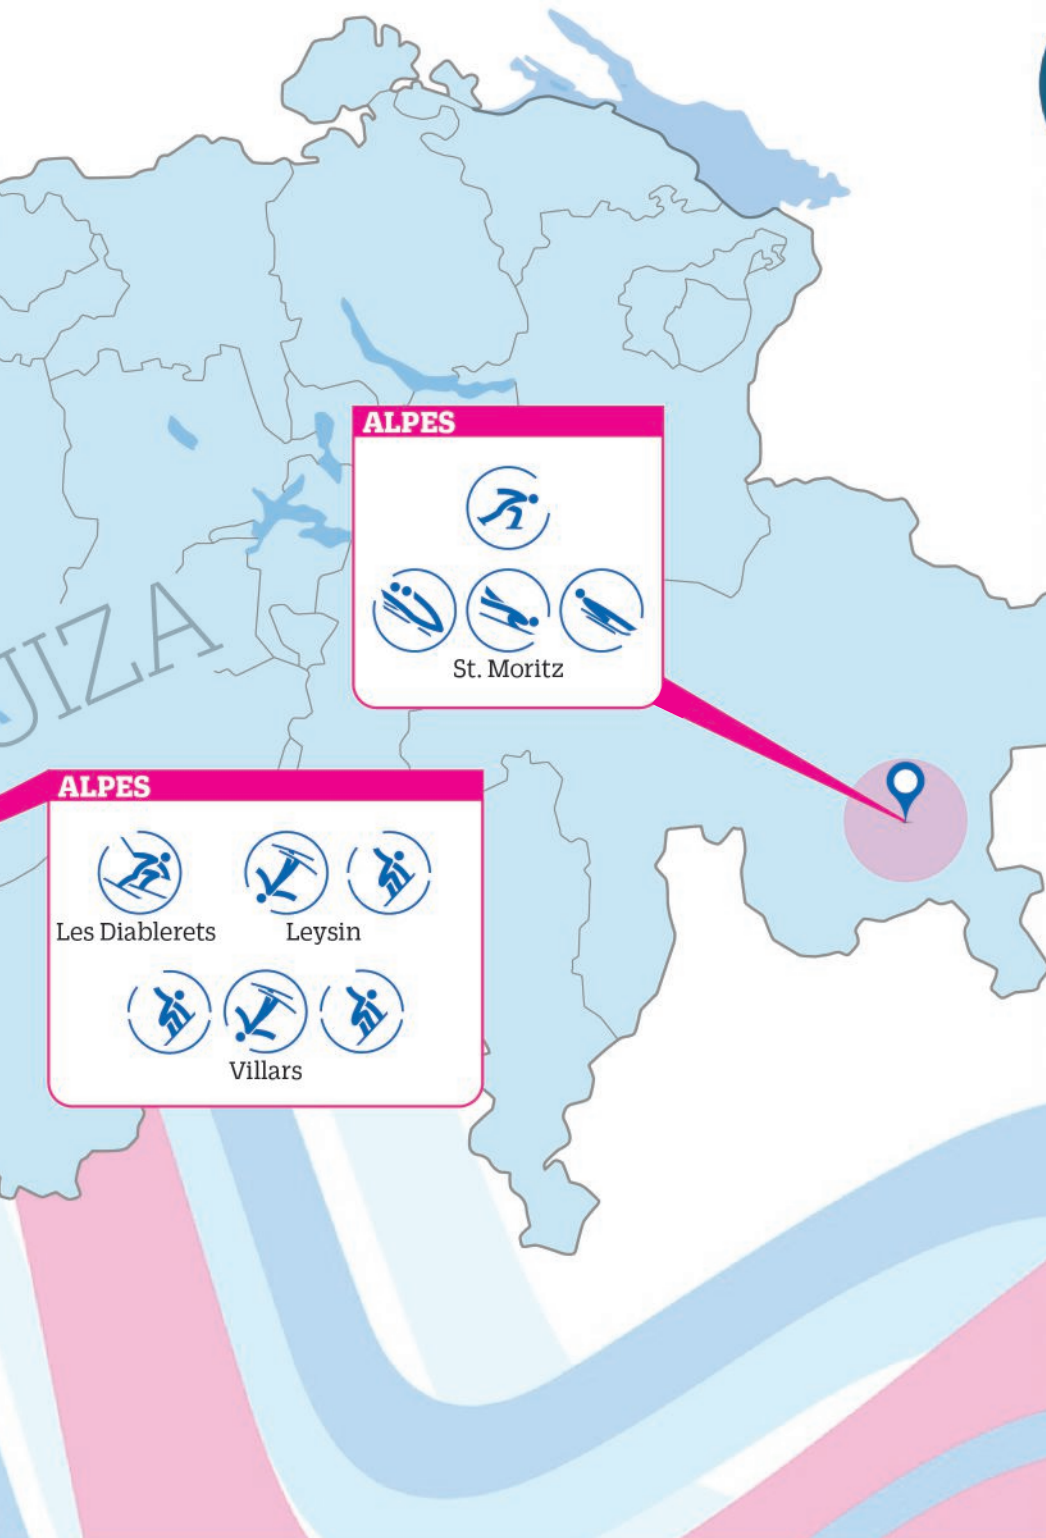 ALPES
St. Moritz
UIZA
ALPES
Les Diablerets
Leysin
Villars